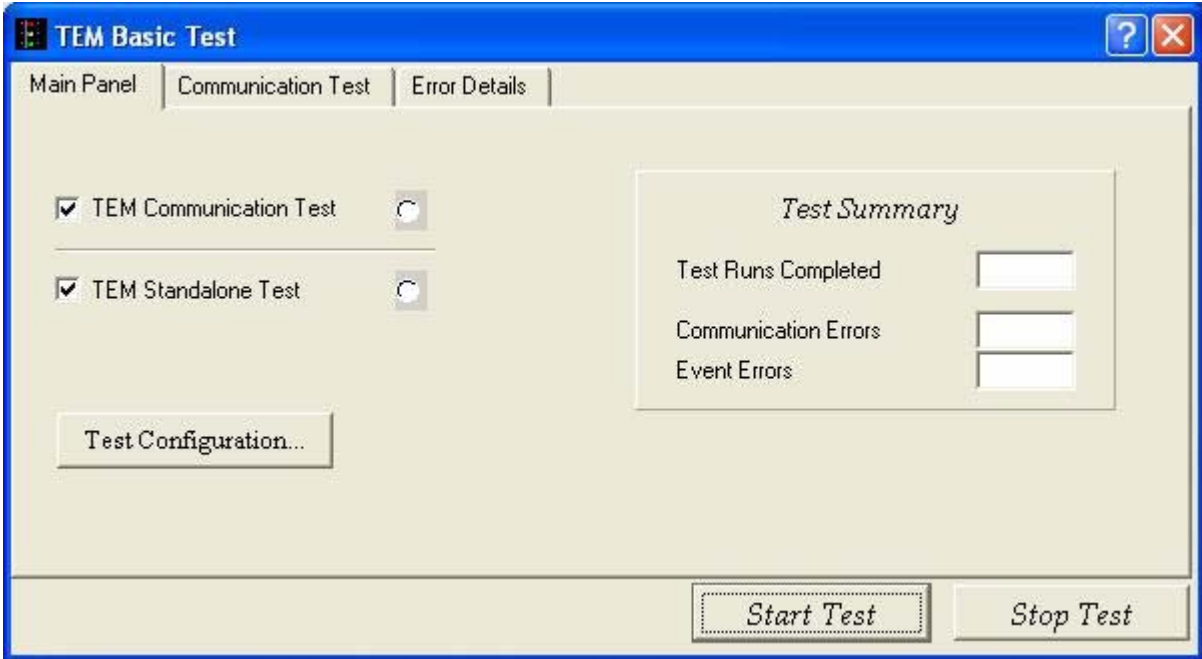 TEM Basic Test
Main Panel Communication Test Error Details
TEM Communication Test
TEM Standalone Test
Test Configuration...
Test Summary
Test Runs Completed
Communication Errors
Event Errors
Start Test Stop Test